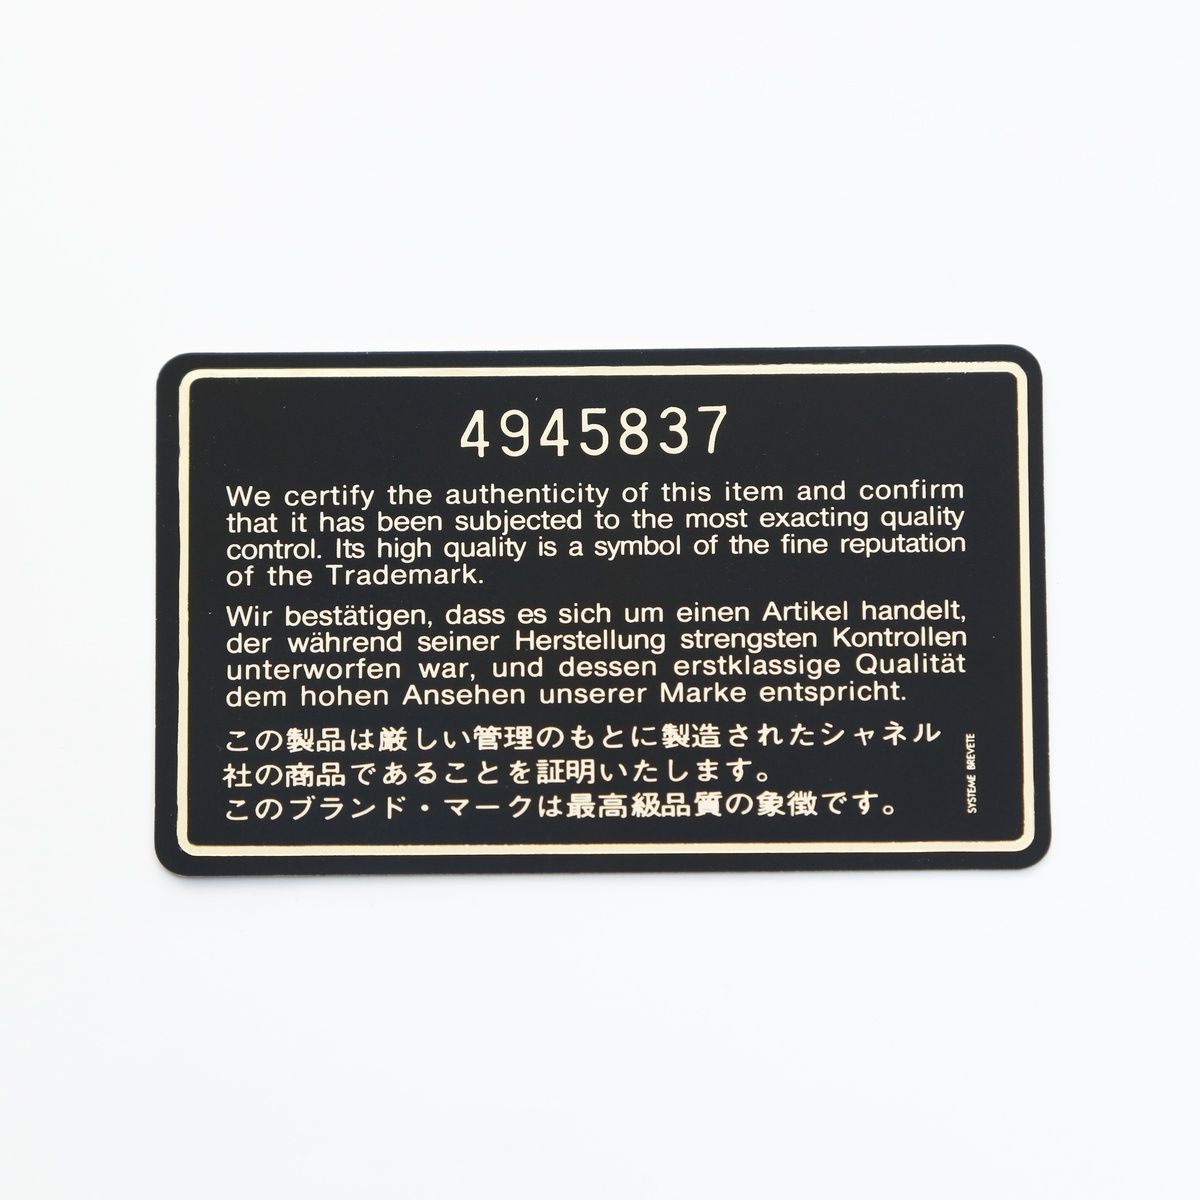 4945837
We certify the authenticity of this item and confirm
that it has been subjected to the most exacting quality
control. Its high quality is a symbol of the fine reputation
of the Trademark.
Wir bestätigen, dass es sich um einen Artikel handelt,
der während seiner Herstellung strengsten Kontrollen
unterworfen war, und dessen erstklassige Qualität
dem hohen Ansehen unserer Marke entspricht.
この製品は厳しい管理のもとに製造されたシャネル
社の商品であることを証明いたします。
このブランド・マークは最高級品質の象徴です。
SYSTEME BREVETE